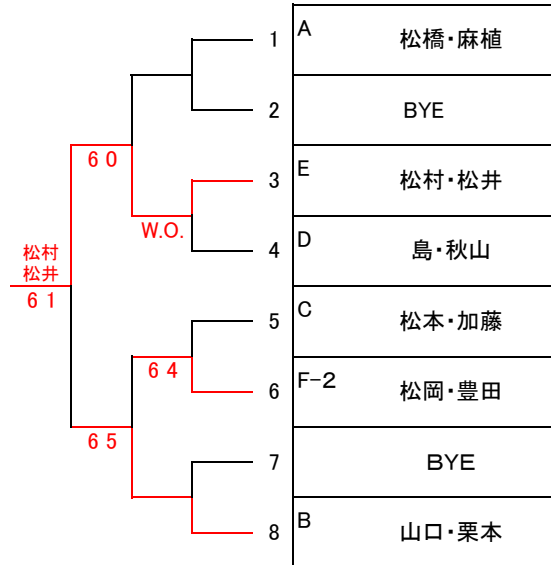 1 A 松橋・麻植
2 BYE
6 0
3 E 松村・松井
W.O.
4 D 島・秋山
松村
松井
6 1
5 C 松本・加藤
6 4
6 F-2 松岡・豊田
6 5
7 BYE
8 B 山口・栗本